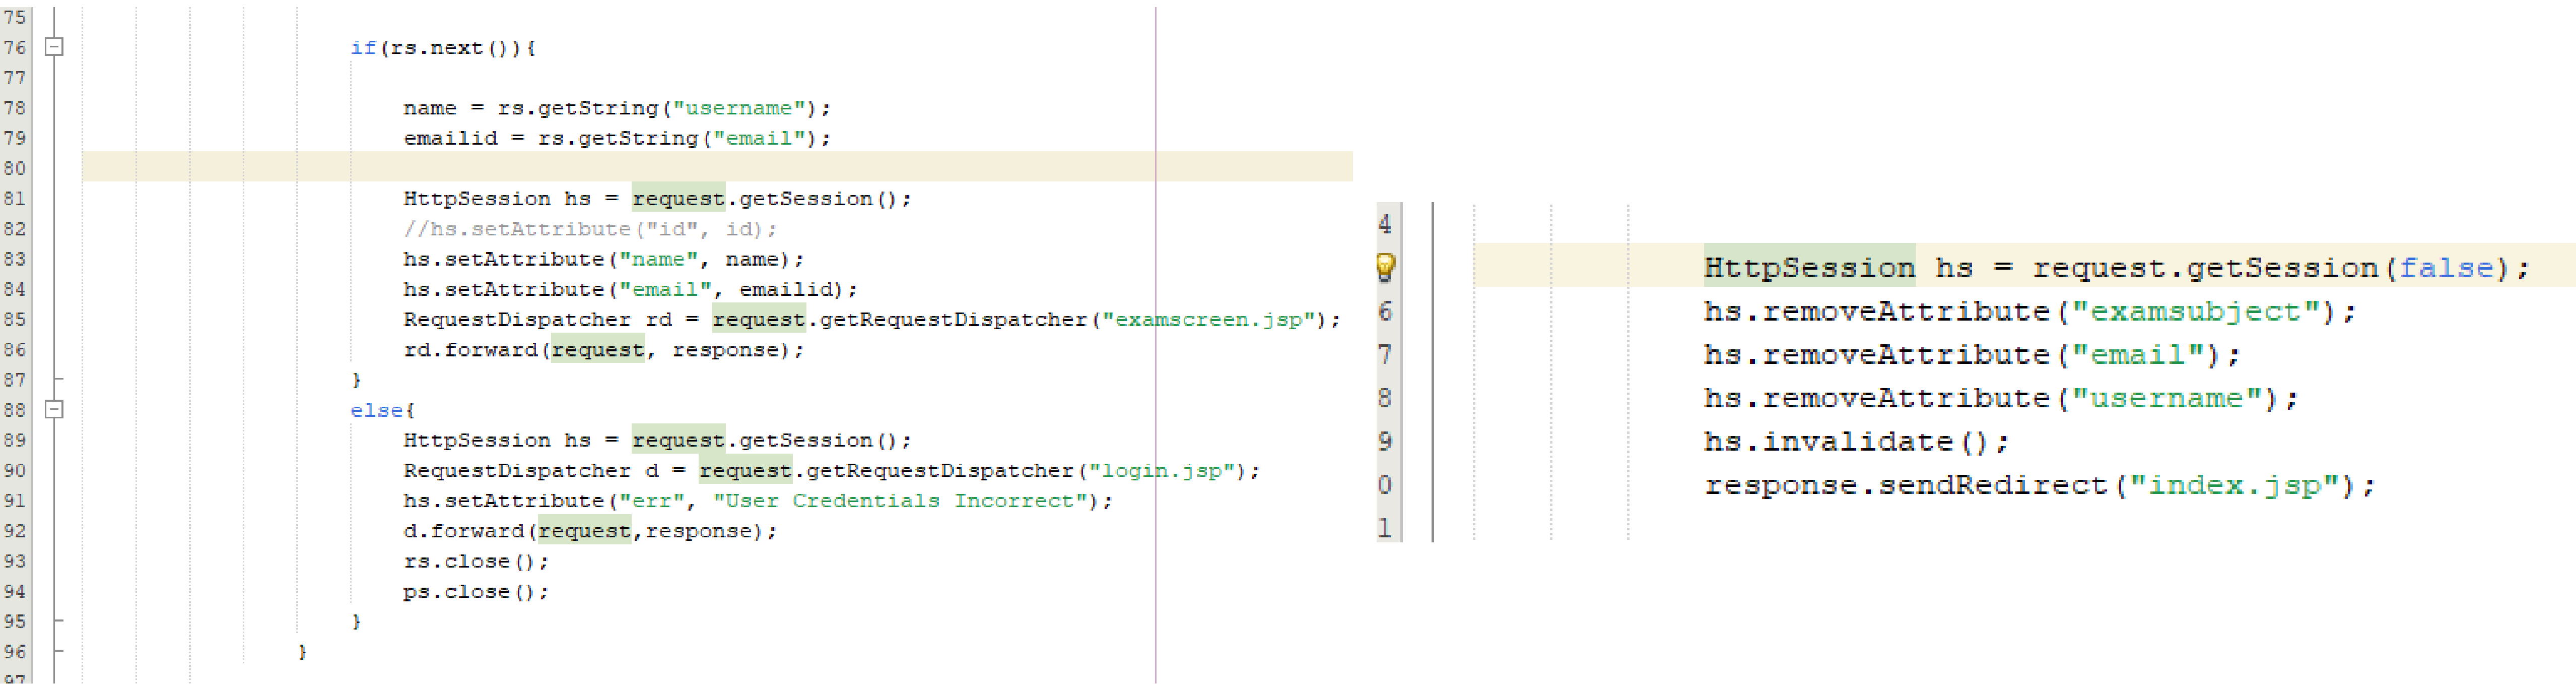 75
76 if(rs.next()){
77
78 name = rs.getString("username");
79 emailid = rs.getString("email");
80
81 HttpSession hs = request.getSession();
82 //hs.setAttribute("id", id);
83 hs.setAttribute("name", name);
84 hs.setAttribute("email", emailid);
85 RequestDispatcher rd = request.getRequestDispatcher("examscreen.jsp");
86 rd.forward(request, response);
87 }
88 else{
89 HttpSession hs = request.getSession();
90 RequestDispatcher d = request.getRequestDispatcher("login.jsp");
91 hs.setAttribute("err", "User Credentials Incorrect");
92 d.forward(request,response);
93 rs.close();
94 ps.close();
95 }
96 }
97
4
HttpSession hs = request.getSession(false);
6 hs.removeAttribute("examsubject");
7 hs.removeAttribute("email");
8 hs.removeAttribute("username");
9 hs.invalidate();
0 response.sendRedirect("index.jsp");
1